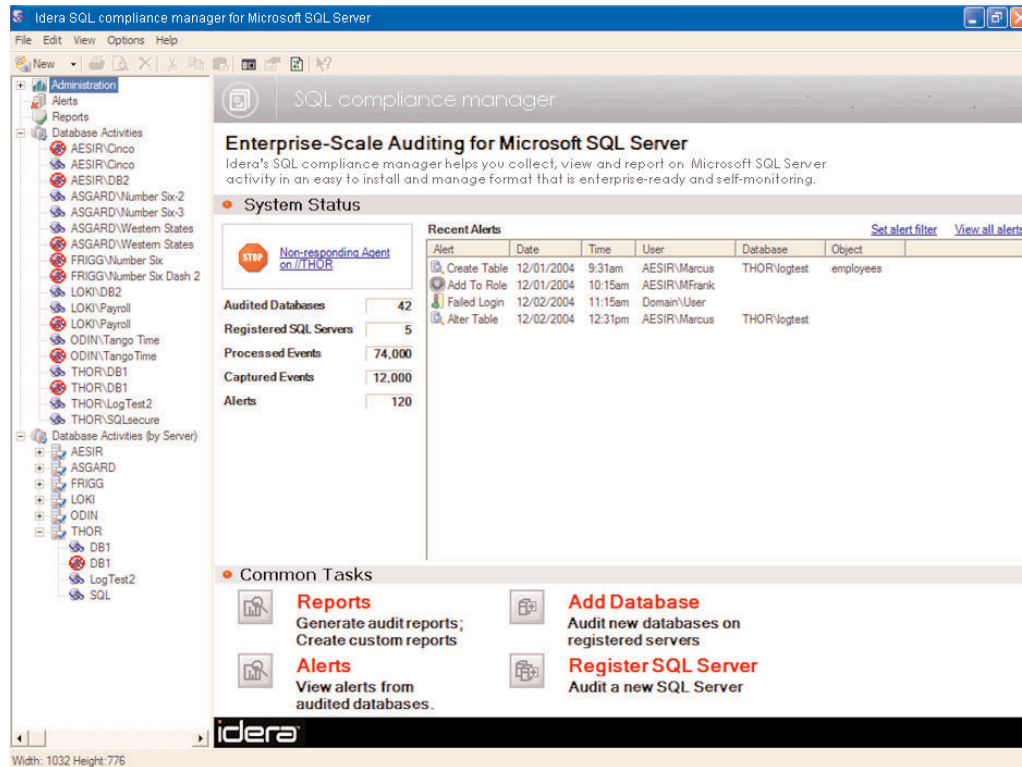 Idera SQL compliance manager for Microsoft SQL Server
File Edit View Options Help
New
Administration
Alerts
Reports
Database Activities
AESIR\Cinco
AESIR\Cinco
AESIR\DB2
ASGARD\Number Six-2
ASGARD\Number Six-3
ASGARD\Western States
ASGARD\Western States
FRIGG\Number Six
FRIGG\Number Six Dash 2
LOKI\DB2
LOKI\Payroll
LOKI\Payroll
ODIN\Tango Time
ODIN\Tango Time
THOR\DB1
THOR\DB1
THOR\LogTest2
THOR\SQLsecure
Database Activities (by Server)
AESIR
ASGARD
FRIGG
LOKI
ODIN
THOR
DB1
DB1
LogTest2
SQL
SQL compliance manager
Enterprise-Scale Auditing for Microsoft SQL Server
Idera's SQL compliance manager helps you collect, view and report on Microsoft SQL Server
activity in an easy to install and manage format that is enterprise-ready and self-monitoring.
System Status
STOP
Non-responding Agent
on //THOR
Audited Databases 42
Registered SQL Servers 5
Processed Events 74,000
Captured Events 12,000
Alerts 120
Recent Alerts Set alert filter View all alerts
Alert Date Time User Database Object
Create Table 12/01/2004 9:31am AESIR\Marcus THOR\logtest employees
Add To Role 12/01/2004 10:15am AESIR\MFrank
Failed Login 12/02/2004 11:15am Domain\User
Alter Table 12/02/2004 12:31pm AESIR\Marcus THOR\logtest
Common Tasks
Reports
Generate audit reports;
Create custom reports
Add Database
Audit new databases on
registered servers
Alerts
View alerts from
audited databases.
Register SQL Server
Audit a new SQL Server
idera
Width: 1032 Height:776